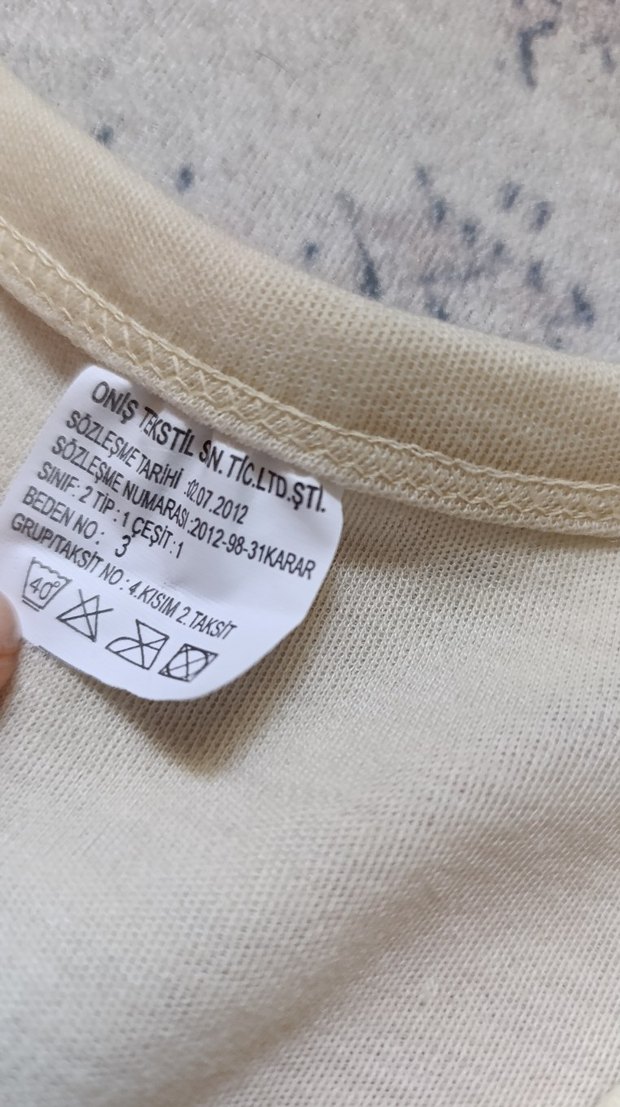 ONİŞ TEKSTİL SN.TİC.LTD.ŞTİ.
SÖZLEŞME TARİHİ :02.07.2012
SÖZLEŞME NUMARASI :2012-98-31KARAR
SINIF: 2 TİP: 1 ÇEŞİT: 1
BEDEN NO: 3
GRUP/TAKSİT NO : 4.KISIM 2.TAKSİT
40